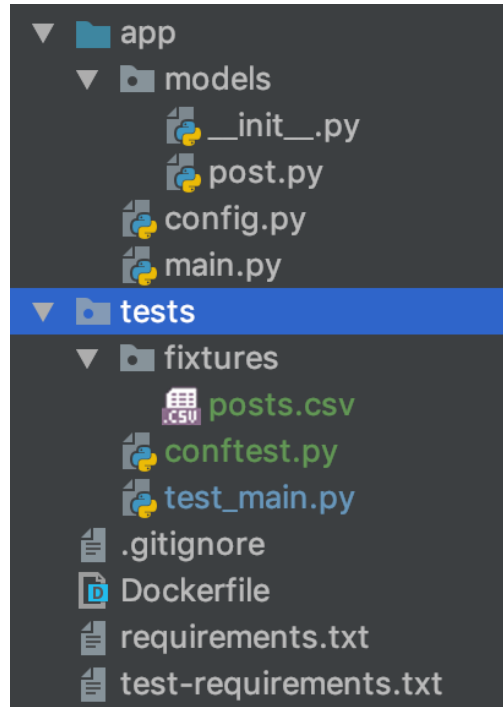 app
models
__init__.py
post.py
config.py
main.py
tests
fixtures
.CSV posts.csv
conftest.py
test_main.py
.gitignore
D Dockerfile
requirements.txt
test-requirements.txt